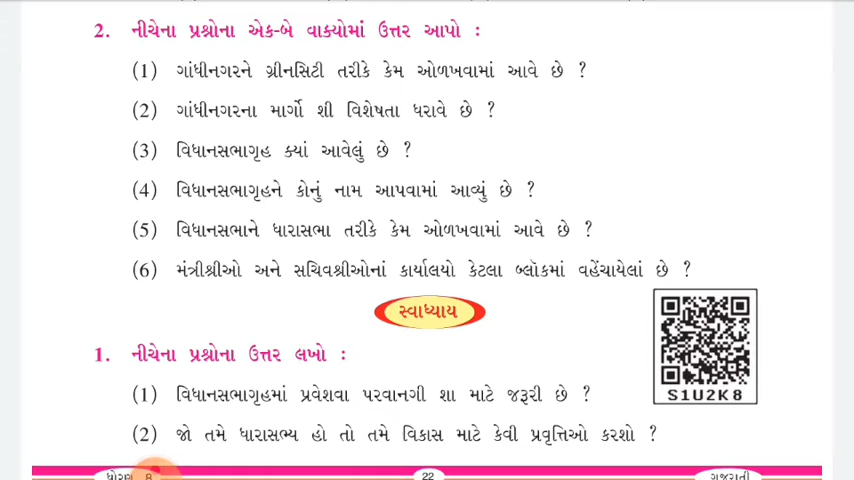 2. નીચેના પ્રશ્નોના એક-બે વાક્યોમાં ઉત્તર આપો :
(1) ગાંધીનગરને ગ્રીનસિટી તરીકે કેમ ઓળખવામાં આવે છે ?
(2) ગાંધીનગરના માર્ગો શી વિશેષતા ધરાવે છે ?
(3) વિધાનસભાગૃહ ક્યાં આવેલું છે ?
(4) વિધાનસભાગૃહને કોનું નામ આપવામાં આવ્યું છે ?
(5) વિધાનસભાને ધારાસભા તરીકે કેમ ઓળખવામાં આવે છે ?
(6) મંત્રીશ્રીઓ અને સચિવશ્રીઓનાં કાર્યાલયો કેટલા બ્લૉકમાં વહેંચાયેલાં છે ?
સ્વાધ્યાય
1. નીચેના પ્રશ્નોના ઉત્તર લખો :
S1U2K8
(1) વિધાનસભાગૃહમાં પ્રવેશવા પરવાનગી શા માટે જરૂરી છે ?
(2) જો તમે ધારાસભ્ય હો તો તમે વિકાસ માટે કેવી પ્રવૃત્તિઓ કરશો ?
ધોરણ 8 22 ગુજરાતી